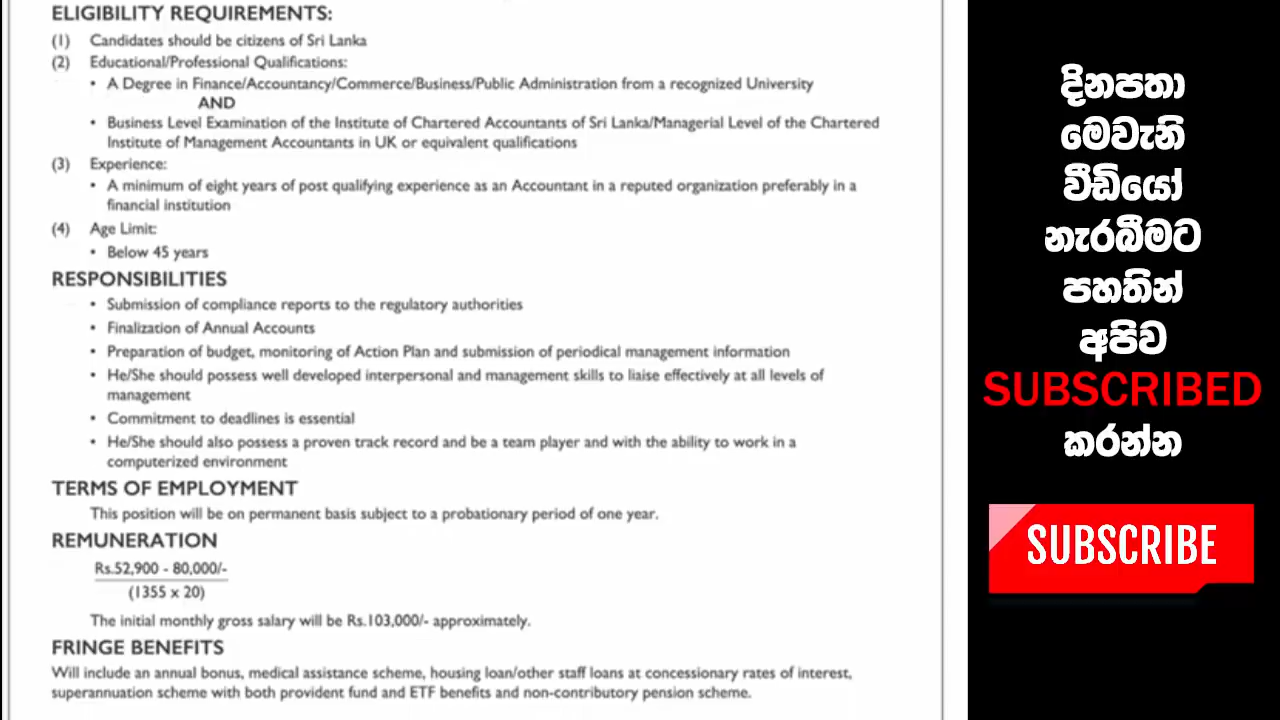 ELIGIBILITY REQUIREMENTS:
(1) Candidates should be citizens of Sri Lanka
(2) Educational/Professional Qualifications:
• A Degree in Finance/Accountancy/Commerce/Business/Public Administration from a recognized University
AND
• Business Level Examination of the Institute of Chartered Accountants of Sri Lanka/Managerial Level of the Chartered
Institute of Management Accountants in UK or equivalent qualifications
(3) Experience:
• A minimum of eight years of post qualifying experience as an Accountant in a reputed organization preferably in a
financial institution
(4) Age Limit:
• Below 45 years
RESPONSIBILITIES
• Submission of compliance reports to the regulatory authorities
• Finalization of Annual Accounts
• Preparation of budget, monitoring of Action Plan and submission of periodical management information
• He/She should possess well developed interpersonal and management skills to liaise effectively at all levels of
management
• Commitment to deadlines is essential
• He/She should also possess a proven track record and be a team player and with the ability to work in a
computerized environment
TERMS OF EMPLOYMENT
This position will be on permanent basis subject to a probationary period of one year.
REMUNERATION
Rs.52,900 - 80,000/-
(1355 x 20)
The initial monthly gross salary will be Rs.103,000/- approximately.
FRINGE BENEFITS
Will include an annual bonus, medical assistance scheme, housing loan/other staff loans at concessionary rates of interest,
superannuation scheme with both provident fund and ETF benefits and non-contributory pension scheme.
දිනපතා
මෙවැනි
වීඩියෝ
නැරබීමට
පහතින්
අපිව
SUBSCRIBED
කරන්න
SUBSCRIBE